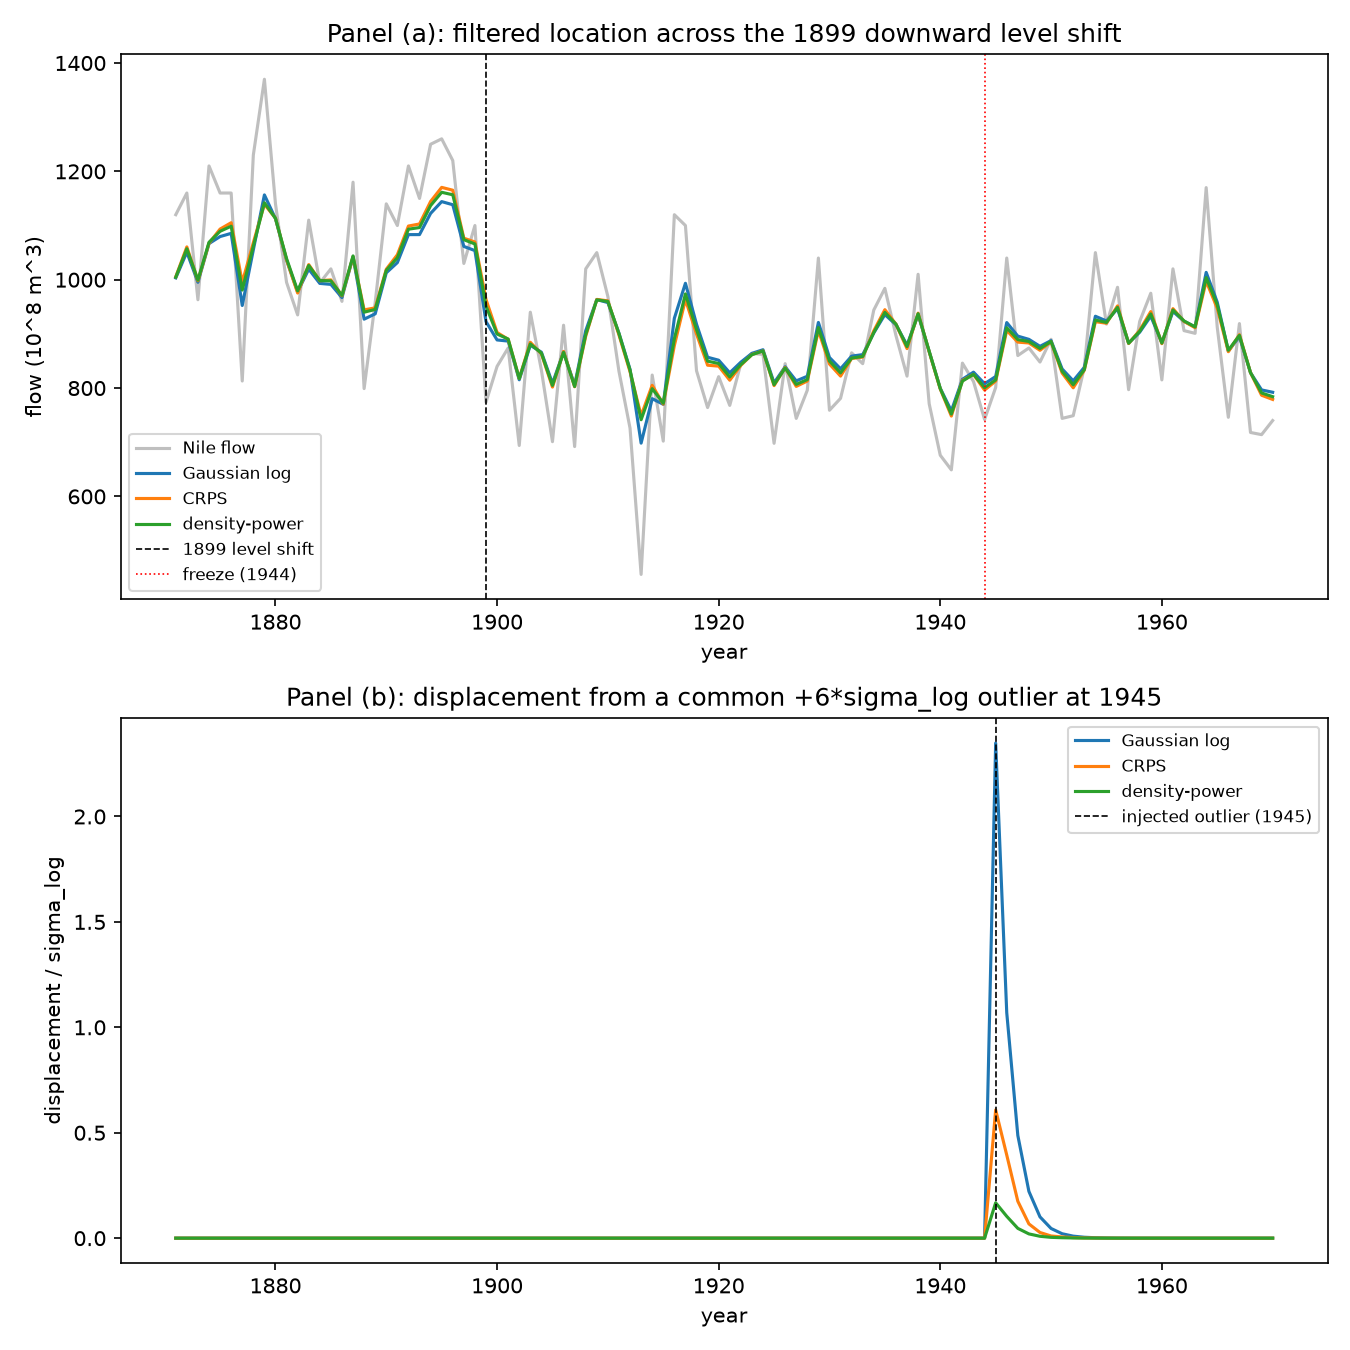 Panel (a): filtered location across the 1899 downward level shift
1400
1200
1000
800
600
flow (10^8 m^3)
Nile flow
Gaussian log
CRPS
density-power
1899 level shift
freeze (1944)
1880 1900 1920 1940 1960
year
Panel (b): displacement from a common +6*sigma_log outlier at 1945
2.0
1.5
1.0
0.5
0.0
displacement / sigma_log
Gaussian log
CRPS
density-power
injected outlier (1945)
1880 1900 1920 1940 1960
year